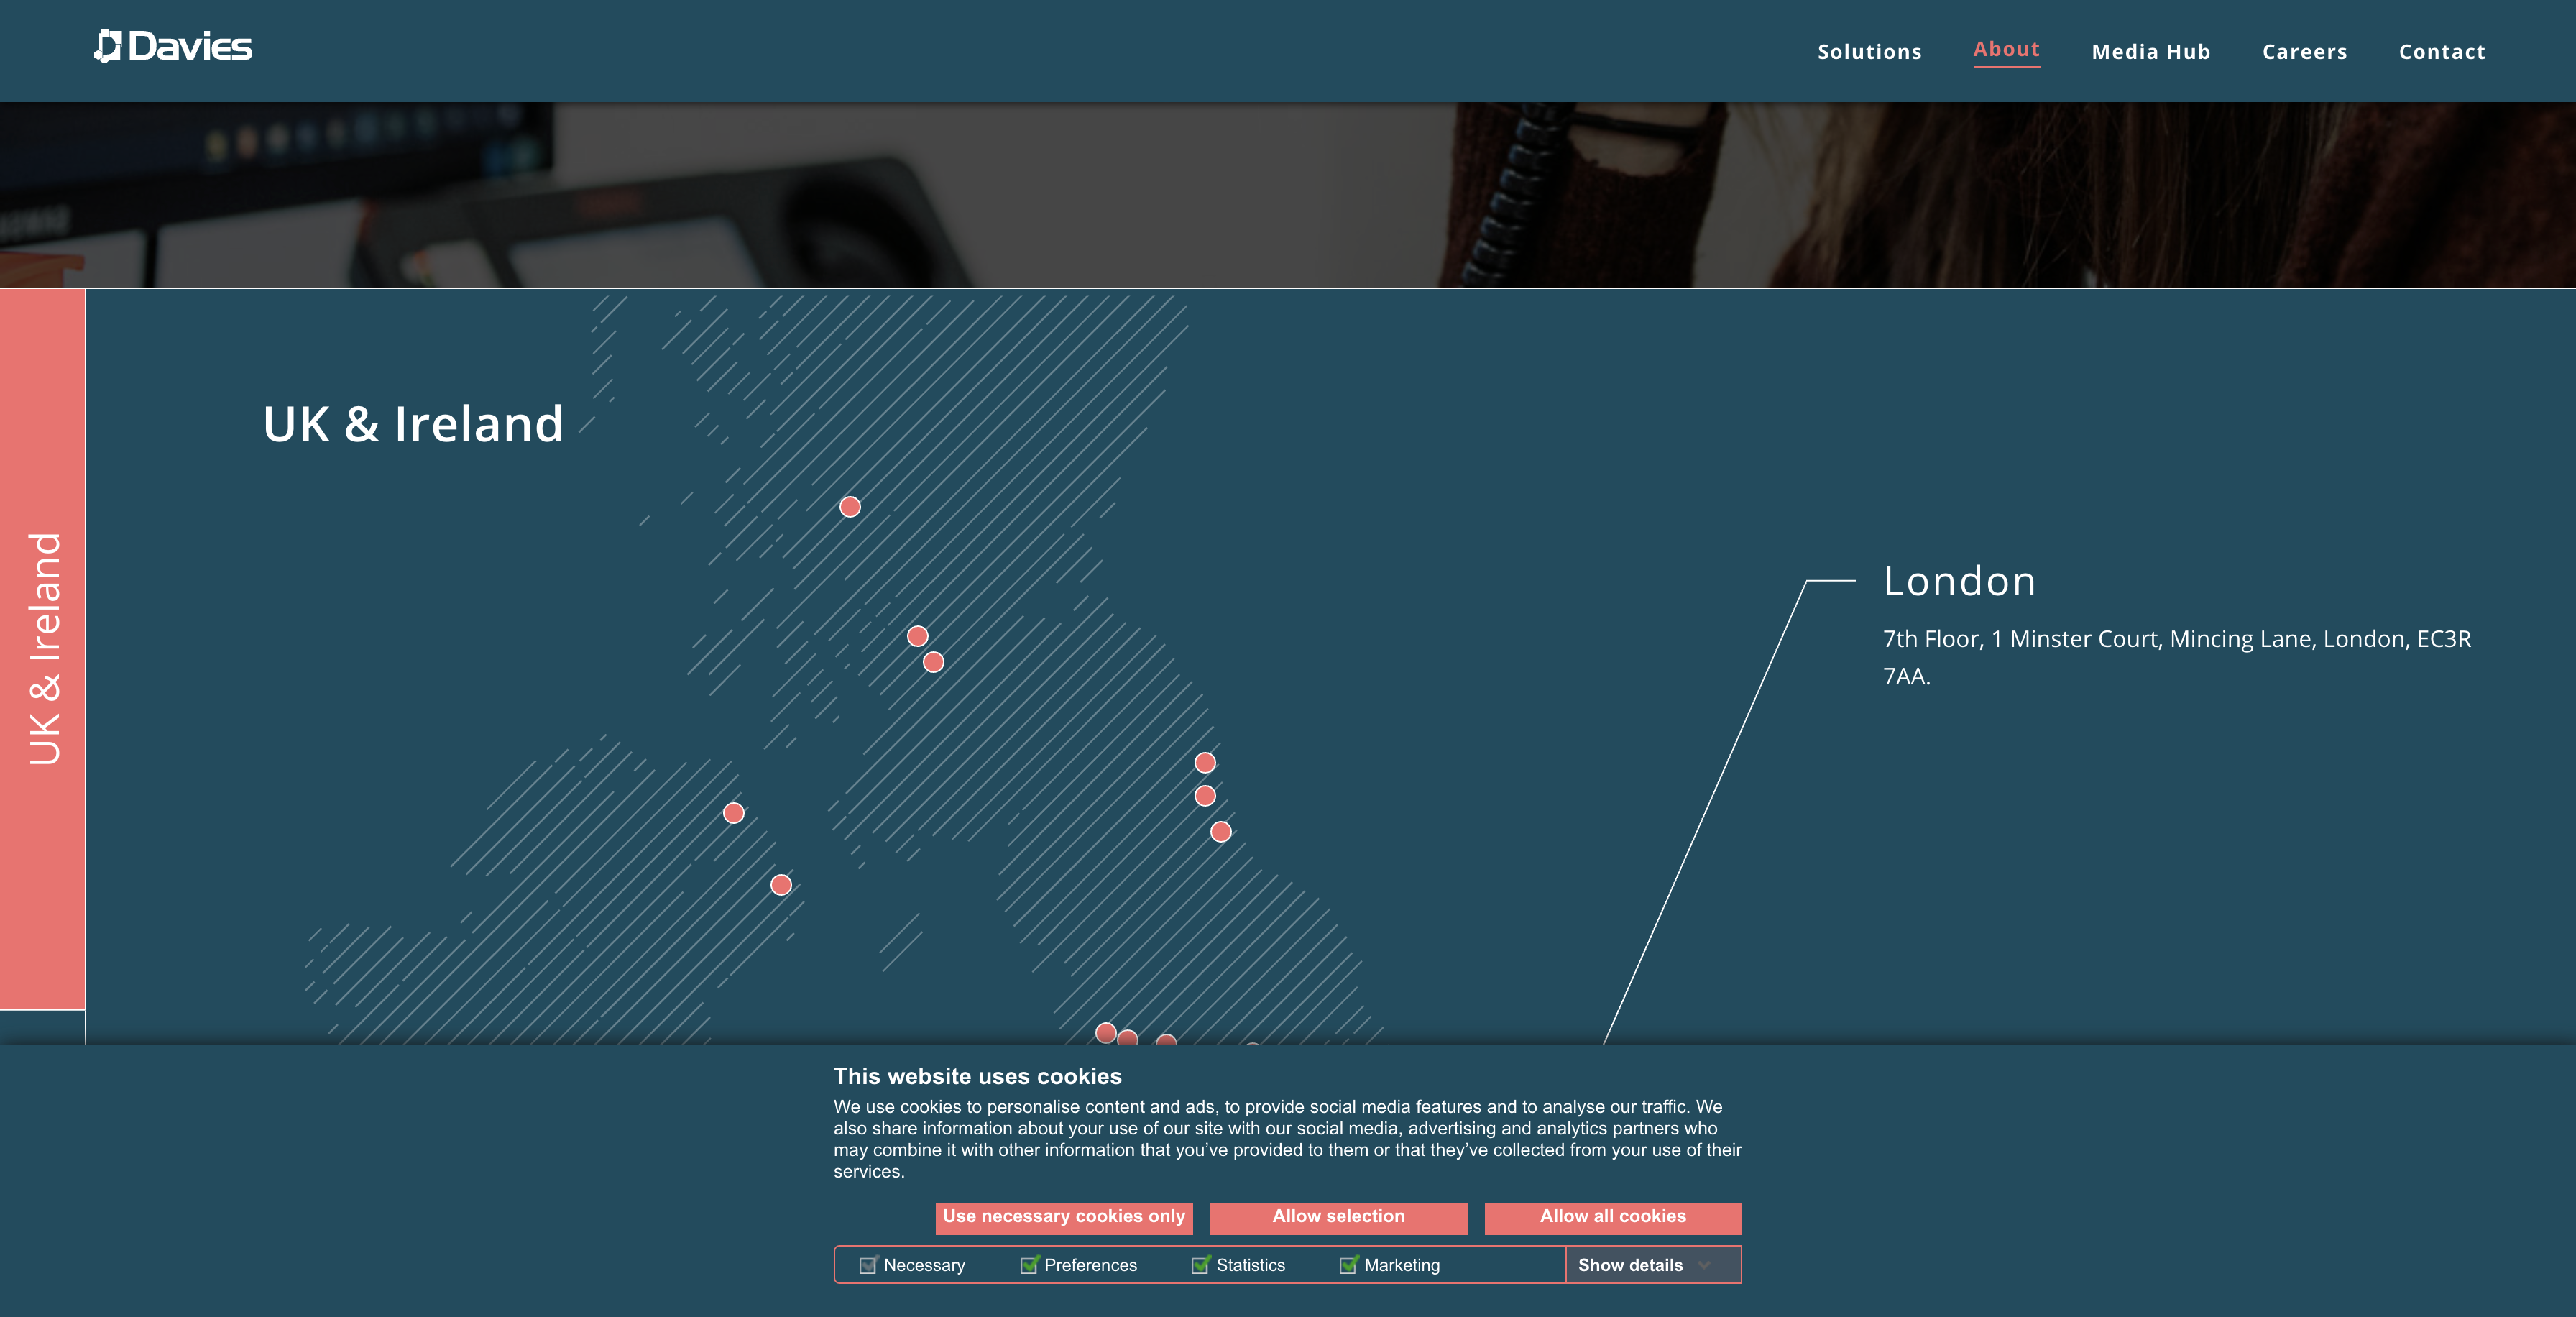 Davies
Solutions
About
Media Hub
Careers
Contact
UK & Ireland
UK & Ireland
London
7th Floor, 1 Minster Court, Mincing Lane, London, EC3R
7AA.
This website uses cookies
We use cookies to personalise content and ads, to provide social media features and to analyse our traffic. We
also share information about your use of our site with our social media, advertising and analytics partners who
may combine it with other information that you’ve provided to them or that they’ve collected from your use of their
services.
Use necessary cookies only
Allow selection
Allow all cookies
Necessary
Preferences
Statistics
Marketing
Show details